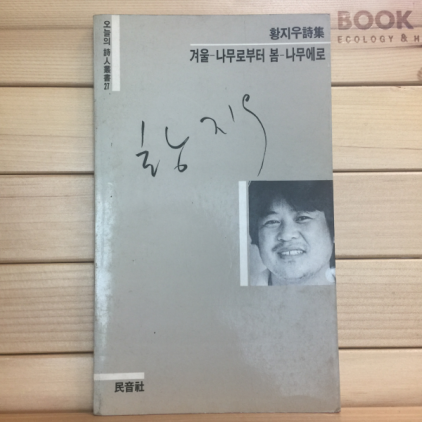 오늘의 詩人叢書 27
황지우詩集
겨울-나무로부터 봄-나무에로
황지우
民音社
BOOK
ECOLOGY & H